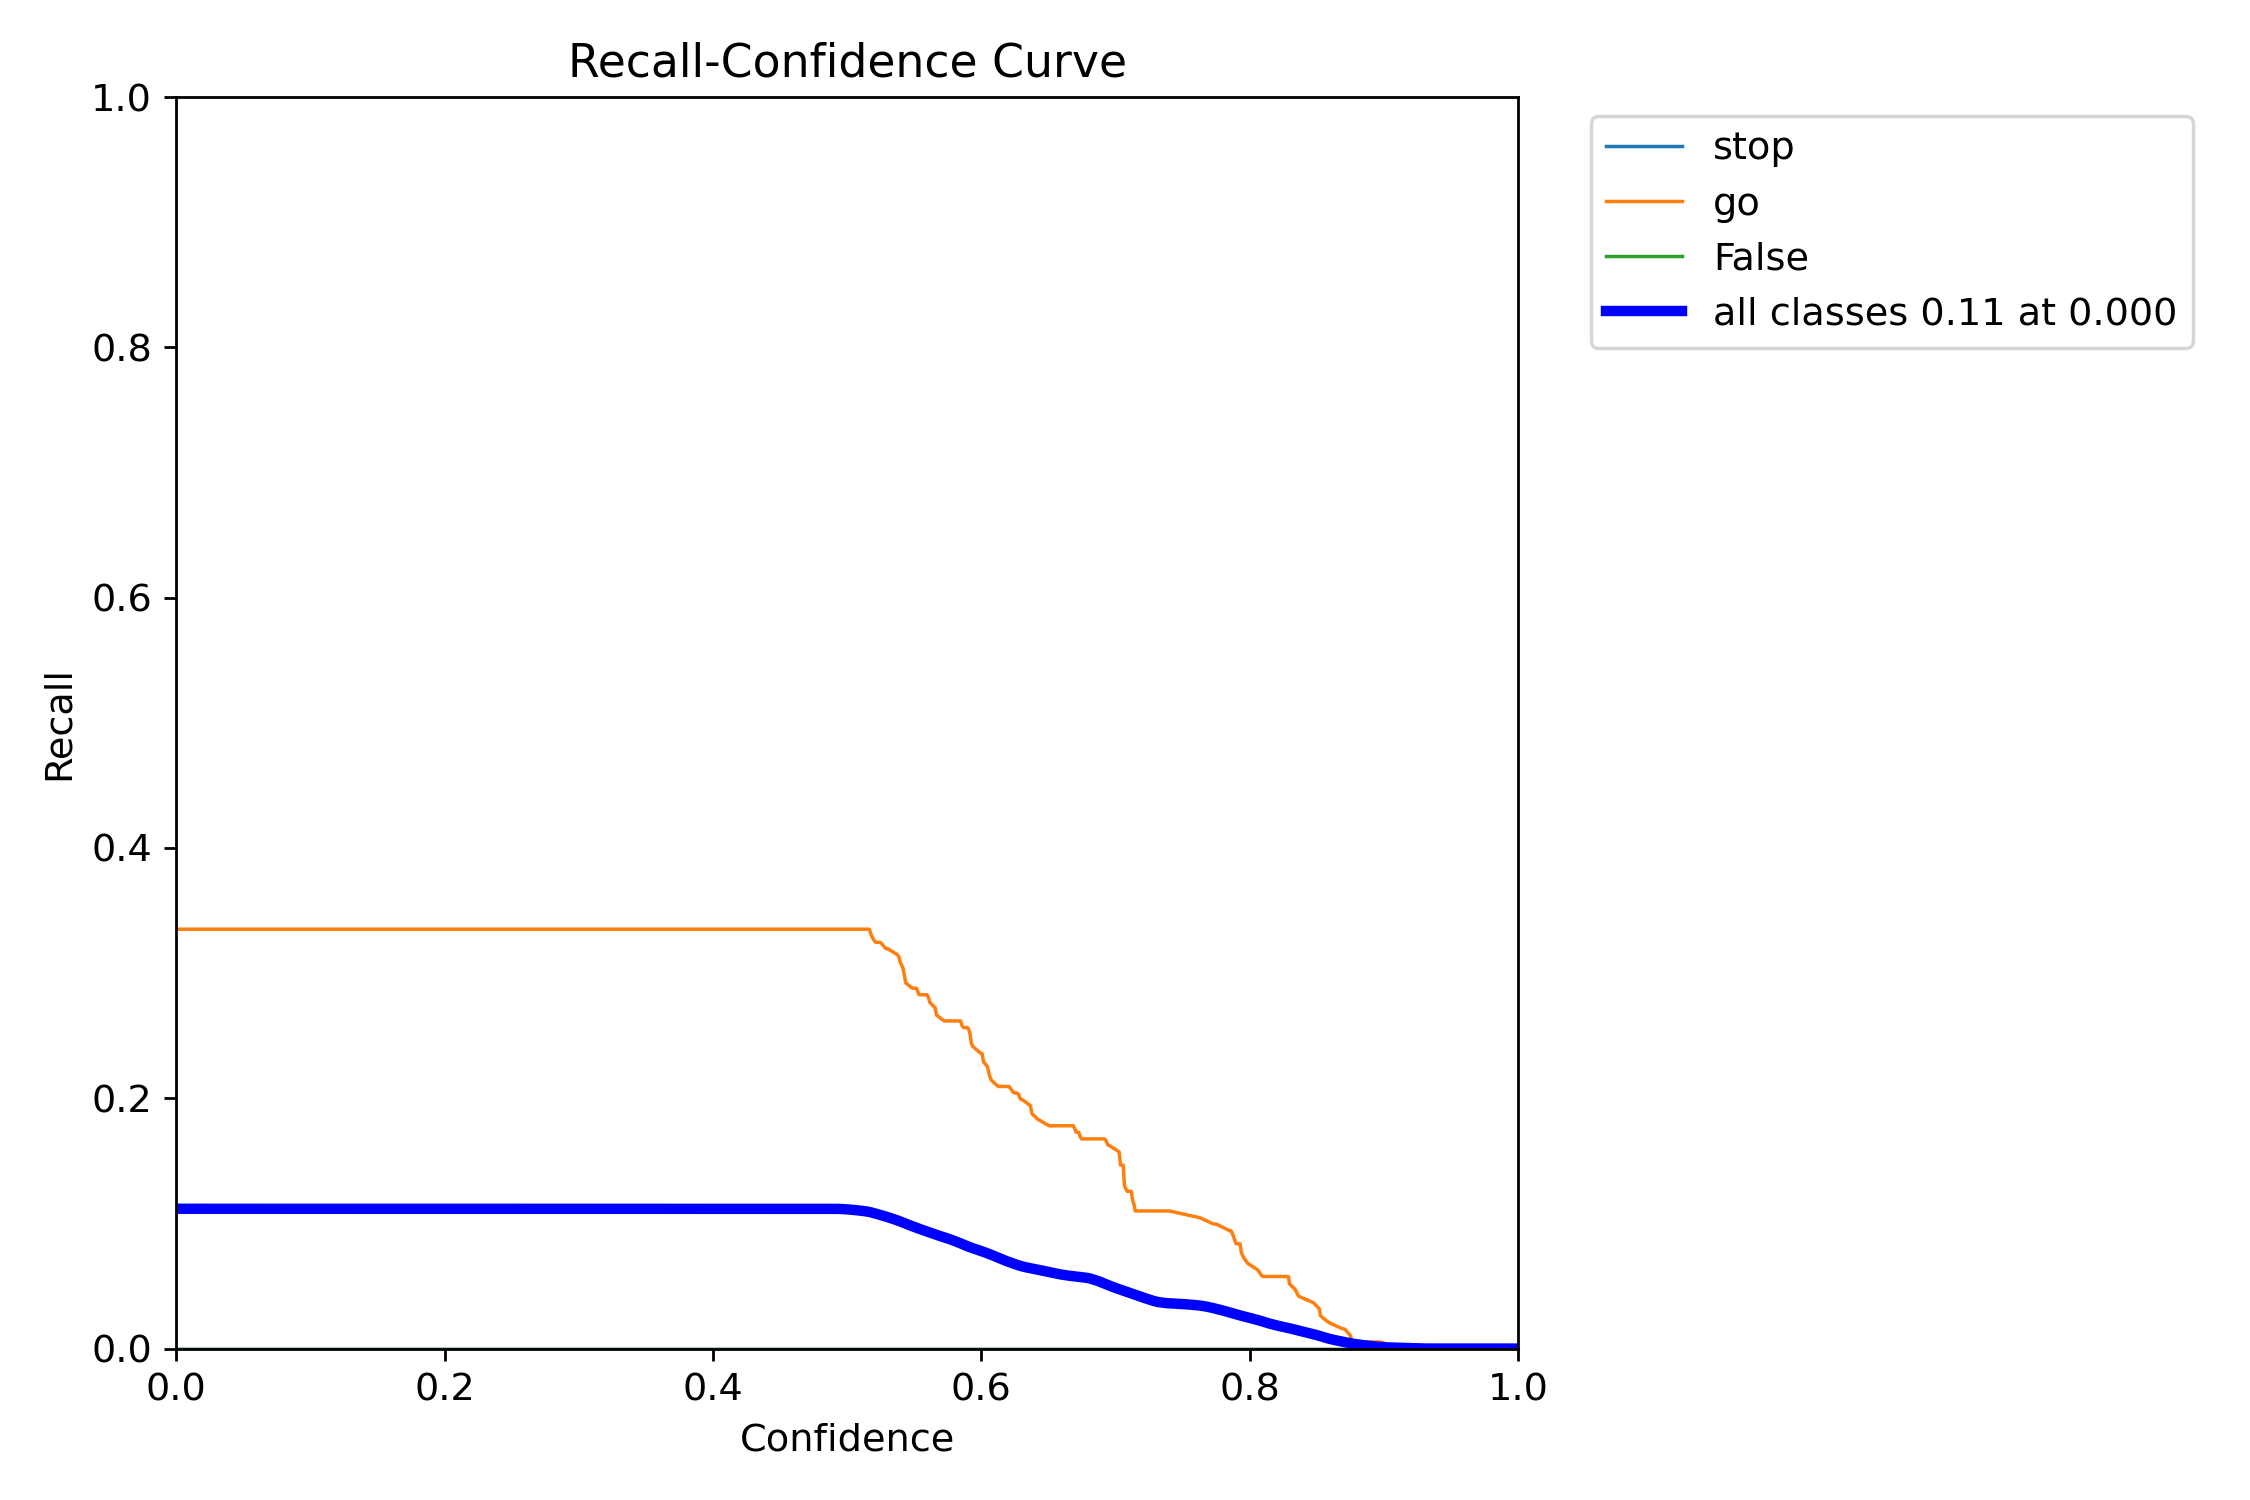 Recall-Confidence Curve
1.0
0.8
0.6
0.4
0.2
0.0
Recall
0.0 0.2 0.4 0.6 0.8 1.0
Confidence
stop
go
False
all classes 0.11 at 0.000